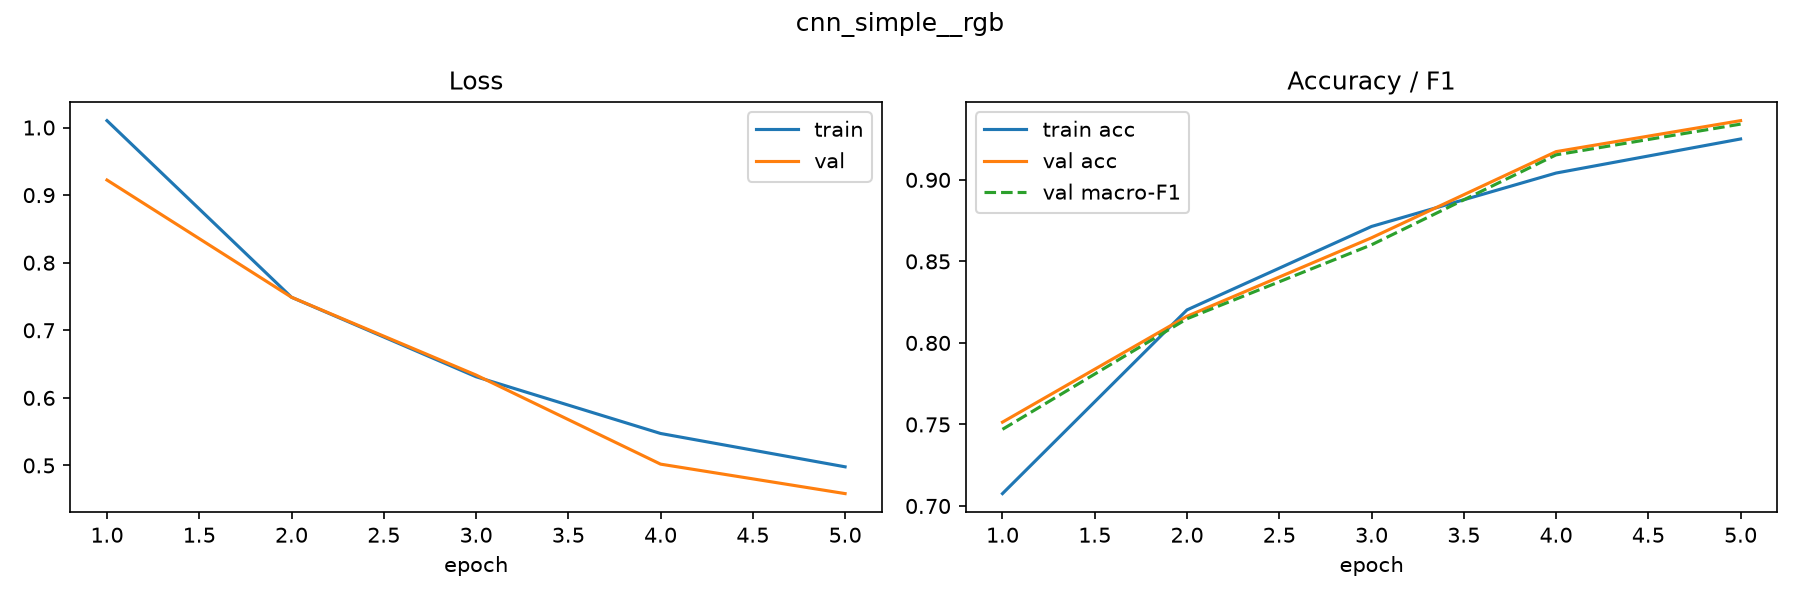 cnn_simple__rgb
Loss
1.0
0.9
0.8
0.7
0.6
0.5
train
val
1.0 1.5 2.0 2.5 3.0 3.5 4.0 4.5 5.0
epoch
Accuracy / F1
0.90
0.85
0.80
0.75
0.70
train acc
val acc
val macro-F1
1.0 1.5 2.0 2.5 3.0 3.5 4.0 4.5 5.0
epoch